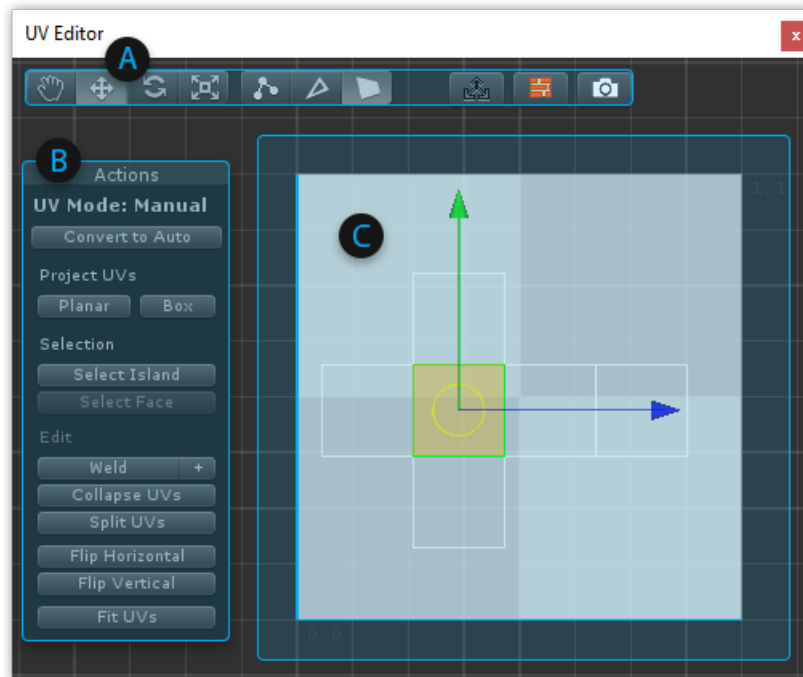 UV Editor
x
A
B
Actions
UV Mode: Manual
Convert to Auto
Project UVs
Planar Box
Selection
Select Island
Select Face
Edit
Weld +
Collapse UVs
Split UVs
Flip Horizontal
Flip Vertical
Fit UVs
C
1, 1
0, 0